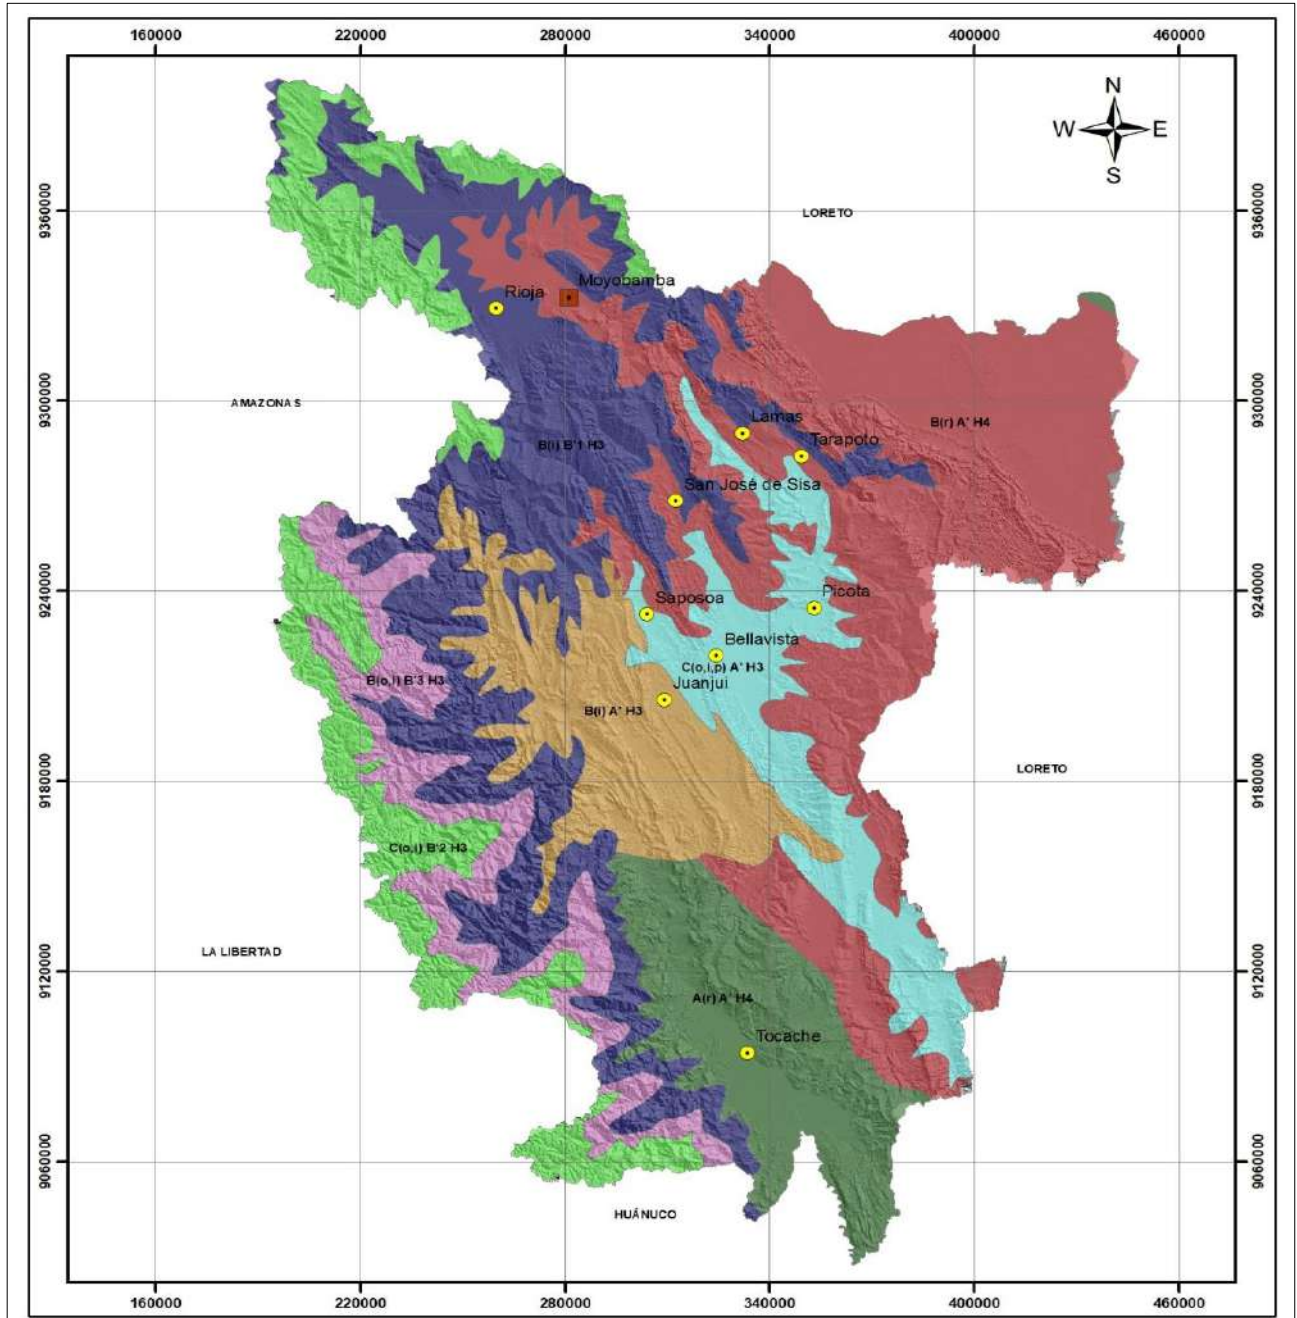 160000 220000 280000 340000 400000 460000
N
W E
S
9360000 LORETO 9360000
Moyobamba
Rioja
9300000 AMAZONAS 9300000
Lamas
B(r) A' H4
Tarapoto
B(i) B'1 H3
San José de Sisa
9240000 9240000
Saposoa
Picota
Bellavista
C(o,i,p) A' H3
B(o,i) B'3 H3
Juanjui
B(i) A' H3
LORETO
9180000 9180000
C(o,i) B'2 H3
LA LIBERTAD
9120000 9120000
A(r) A' H4
Tocache
9060000 9060000
HUÁNUCO
160000 220000 280000 340000 400000 460000